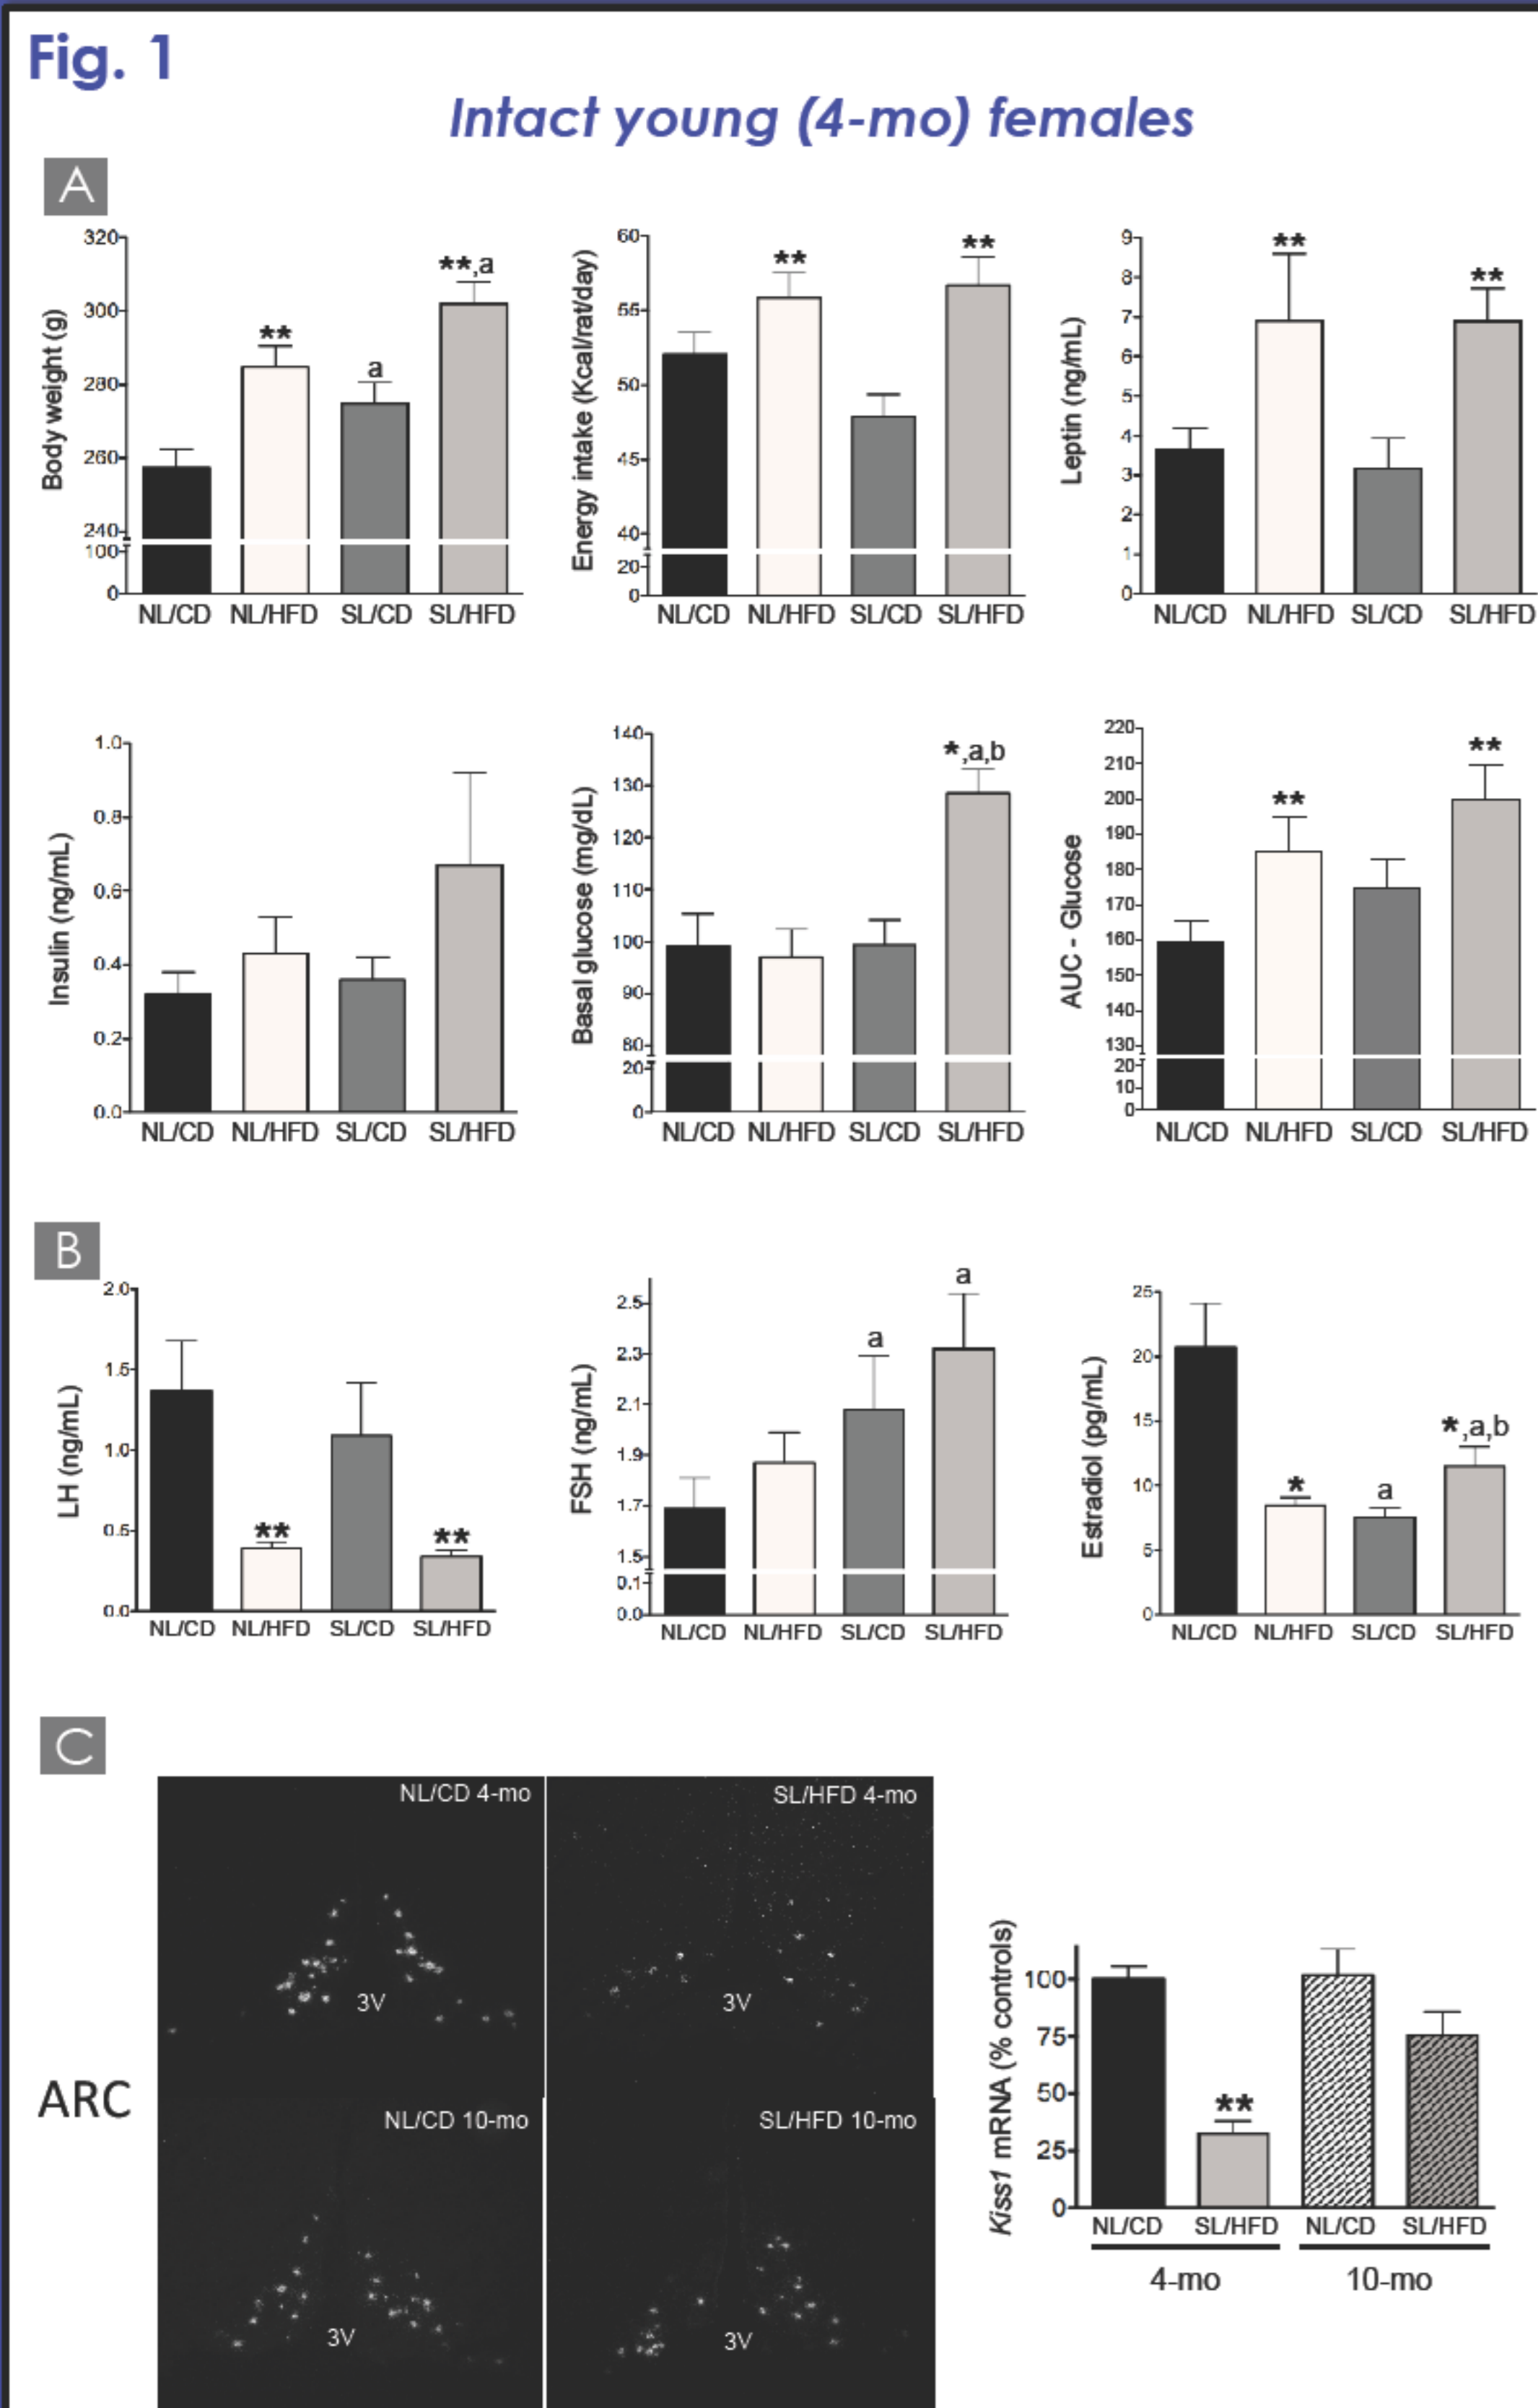 Fig. 1
Intact young (4-mo) females
A
Body weight (g)
320
300
280
260
240
100
0
**
a
**,a
NL/CD NL/HFD SL/CD SL/HFD
Energy intake (Kcal/rat/day)
60
55
50
45
40
20
0
**
**
NL/CD NL/HFD SL/CD SL/HFD
Leptin (ng/mL)
9
8
7
6
5
4
3
2
1
0
**
**
NL/CD NL/HFD SL/CD SL/HFD
Insulin (ng/mL)
1.0
0.8
0.6
0.4
0.2
0.0
NL/CD NL/HFD SL/CD SL/HFD
Basal glucose (mg/dL)
140
130
120
110
100
90
80
20
0
*,a,b
NL/CD NL/HFD SL/CD SL/HFD
AUC - Glucose
220
210
200
190
180
170
160
150
140
130
20
10
0
**
**
NL/CD NL/HFD SL/CD SL/HFD
B
LH (ng/mL)
2.0
1.5
1.0
0.5
0.0
**
**
NL/CD NL/HFD SL/CD SL/HFD
FSH (ng/mL)
2.5
2.3
2.1
1.9
1.7
1.5
0.1
0.0
a
a
NL/CD NL/HFD SL/CD SL/HFD
Estradiol (pg/mL)
25
20
15
10
5
0
*
a
*,a,b
NL/CD NL/HFD SL/CD SL/HFD
C
ARC
NL/CD 4-mo
3V
SL/HFD 4-mo
3V
NL/CD 10-mo
3V
SL/HFD 10-mo
3V
Kiss1 mRNA (% controls)
100
75
50
25
0
**
NL/CD SL/HFD NL/CD SL/HFD
4-mo 10-mo